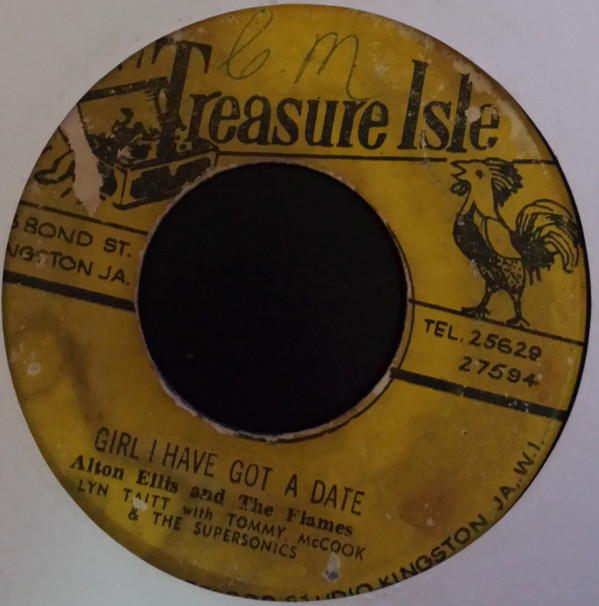 C. M
Treasure Isle
BOND ST.
KINGSTON JA.
TEL. 25629
27594
GIRL I HAVE GOT A DATE
Alton Ellis and The Flames
LYN TAITT with TOMMY McCOOK
& THE SUPERSONICS
STUDIO KINGSTON JA., W.I.